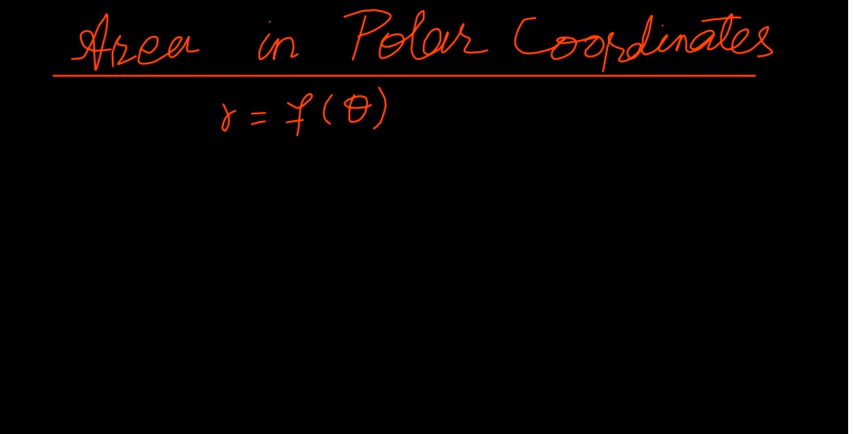 Area in Polar Coordinates
r = f(θ)